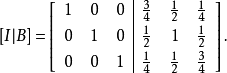 [I|B] = [ 1 0 0 | 3/4 1/2 1/4
0 1 0 | 1/2 1 1/2
0 0 1 | 1/4 1/2 3/4 ] .